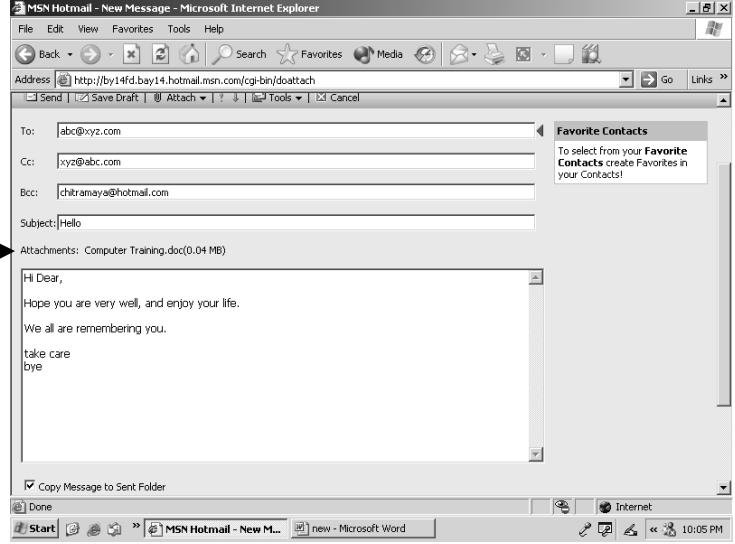 MSN Hotmail - New Message - Microsoft Internet Explorer
File Edit View Favorites Tools Help
Back Search Favorites Media
Address http://by14fd.bay14.hotmail.msn.com/cgi-bin/doattach Go Links »
Send | Save Draft | Attach | ? ↓ | Tools | Cancel
To: abc@xyz.com
Favorite Contacts
To select from your Favorite
Contacts create Favorites in
your Contacts!
Cc: xyz@abc.com
Bcc: chitramaya@hotmail.com
Subject: Hello
Attachments: Computer Training.doc(0.04 MB)
Hi Dear,
Hope you are very well, and enjoy your life.
We all are remembering you.
take care
bye
Copy Message to Sent Folder
Done Internet
Start » MSN Hotmail - New M... new - Microsoft Word « 10:05 PM